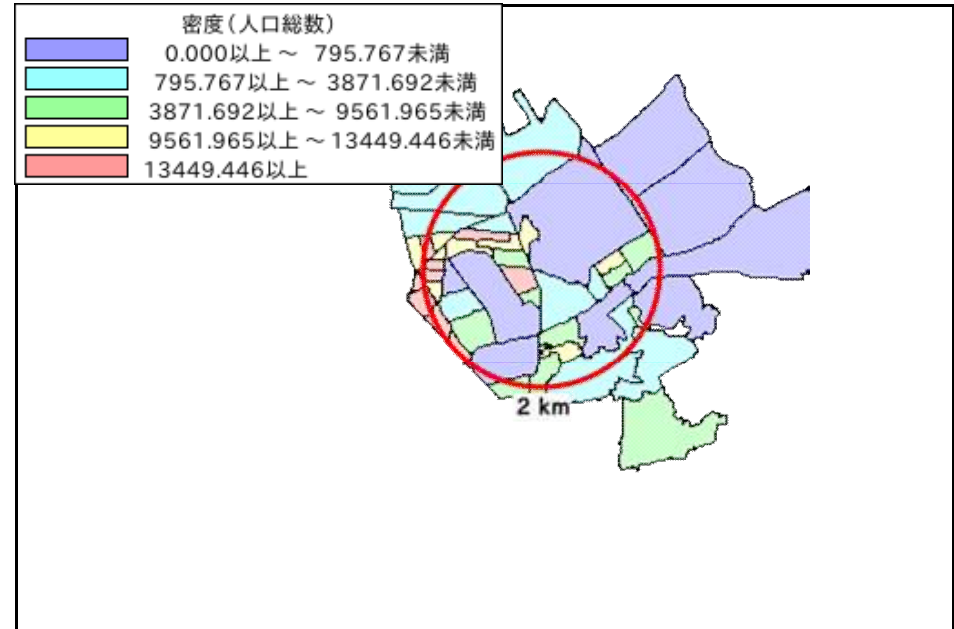 密度(人口総数)
0.000以上 ~ 795.767未満
795.767以上 ~ 3871.692未満
3871.692以上 ~ 9561.965未満
9561.965以上 ~ 13449.446未満
13449.446以上
2 km